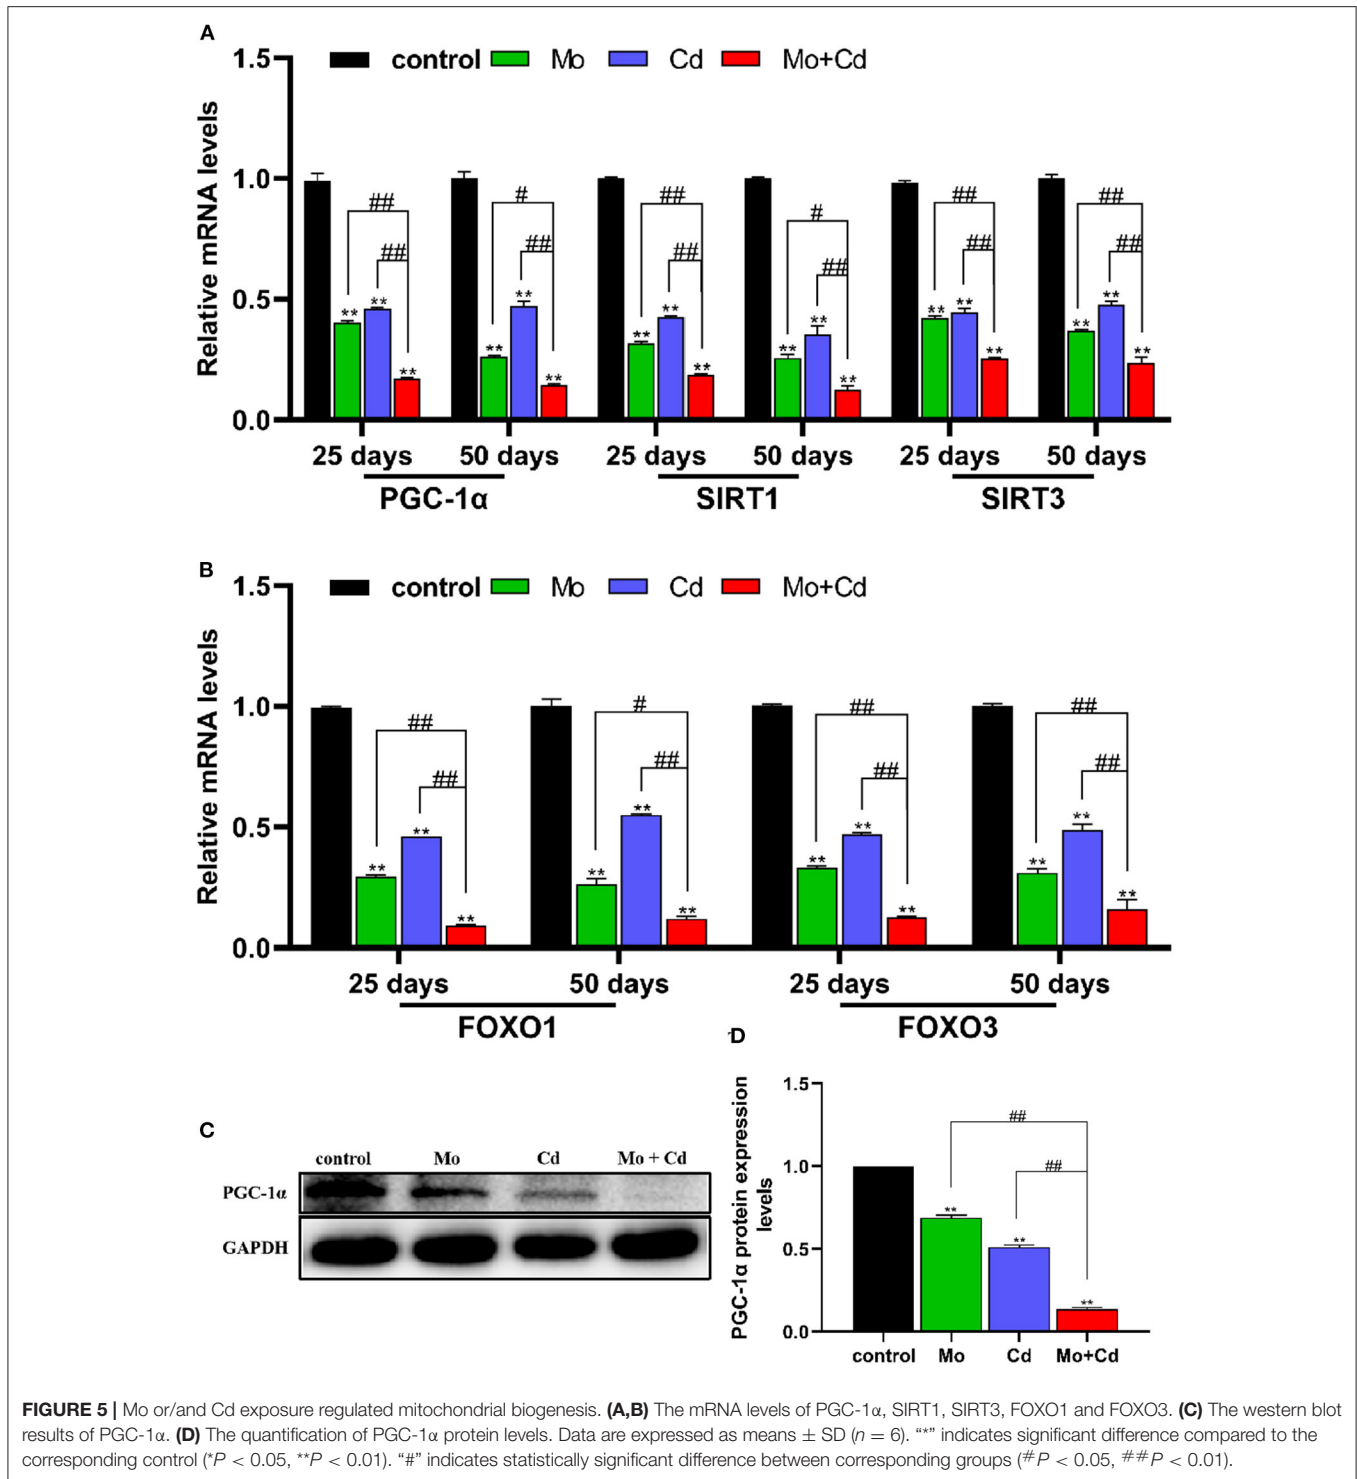 A
1.5
control Mo Cd Mo+Cd
Relative mRNA levels
1.0
## # ## # ## ##
## ## ## ## ## ##
0.5
** ** ** ** ** ** ** ** ** ** ** ** ** ** ** ** ** **
0.0
25 days 50 days 25 days 50 days 25 days 50 days
PGC-1α SIRT1 SIRT3
B
1.5
control Mo Cd Mo+Cd
Relative mRNA levels
1.0
## # ## ##
## ## ## ##
0.5
** ** ** ** ** ** ** ** ** ** ** **
0.0
25 days 50 days 25 days 50 days
FOXO1 FOXO3
C
control Mo Cd Mo + Cd
PGC-1α
GAPDH
D
PGC-1α protein expression
levels
1.5
1.0
0.5
0.0
##
##
** ** **
control Mo Cd Mo+Cd
FIGURE 5 | Mo or/and Cd exposure regulated mitochondrial biogenesis. (A,B) The mRNA levels of PGC-1α, SIRT1, SIRT3, FOXO1 and FOXO3. (C) The western blot
results of PGC-1α. (D) The quantification of PGC-1α protein levels. Data are expressed as means ± SD (n = 6). “*” indicates significant difference compared to the
corresponding control (*P < 0.05, **P < 0.01). “#” indicates statistically significant difference between corresponding groups (#P < 0.05, ##P < 0.01).